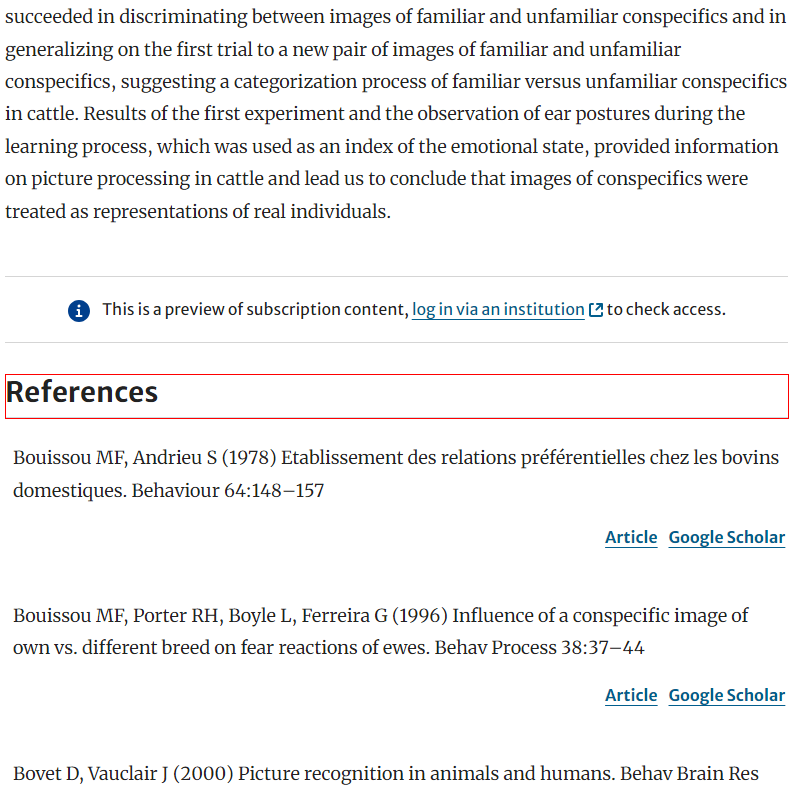 succeeded in discriminating between images of familiar and unfamiliar conspecifics and in
generalizing on the first trial to a new pair of images of familiar and unfamiliar
conspecifics, suggesting a categorization process of familiar versus unfamiliar conspecifics
in cattle. Results of the first experiment and the observation of ear postures during the
learning process, which was used as an index of the emotional state, provided information
on picture processing in cattle and lead us to conclude that images of conspecifics were
treated as representations of real individuals.
This is a preview of subscription content, log in via an institution to check access.
References
Bouissou MF, Andrieu S (1978) Etablissement des relations préférentielles chez les bovins
domestiques. Behaviour 64:148–157
Article Google Scholar
Bouissou MF, Porter RH, Boyle L, Ferreira G (1996) Influence of a conspecific image of
own vs. different breed on fear reactions of ewes. Behav Process 38:37–44
Article Google Scholar
Bovet D, Vauclair J (2000) Picture recognition in animals and humans. Behav Brain Res